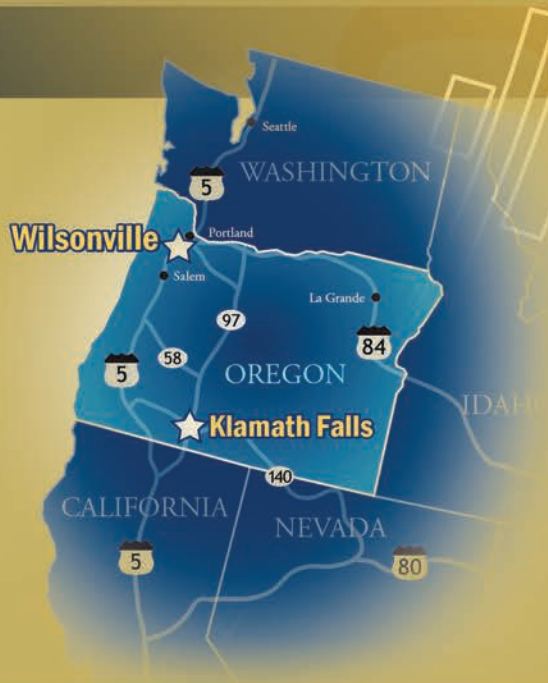 Seattle
WASHINGTON
5
Wilsonville
Portland
Salem
La Grande
97
84
58
5
OREGON
IDAH
Klamath Falls
140
CALIFORNIA
NEVADA
5
80